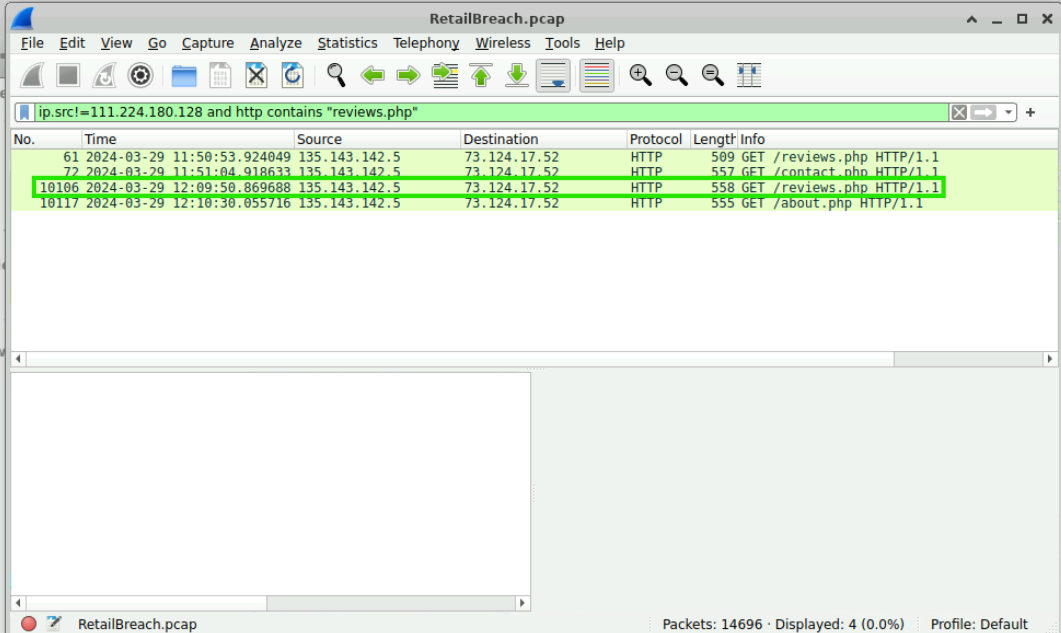 RetailBreach.pcap
File Edit View Go Capture Analyze Statistics Telephony Wireless Tools Help
ip.src!=111.224.180.128 and http contains "reviews.php"
No. Time Source Destination Protocol Length Info
61 2024-03-29 11:50:53.924049 135.143.142.5 73.124.17.52 HTTP 509 GET /reviews.php HTTP/1.1
72 2024-03-29 11:51:04.918633 135.143.142.5 73.124.17.52 HTTP 557 GET /contact.php HTTP/1.1
10106 2024-03-29 12:09:50.869688 135.143.142.5 73.124.17.52 HTTP 558 GET /reviews.php HTTP/1.1
10117 2024-03-29 12:10:30.055716 135.143.142.5 73.124.17.52 HTTP 555 GET /about.php HTTP/1.1
RetailBreach.pcap Packets: 14696 · Displayed: 4 (0.0%) Profile: Default